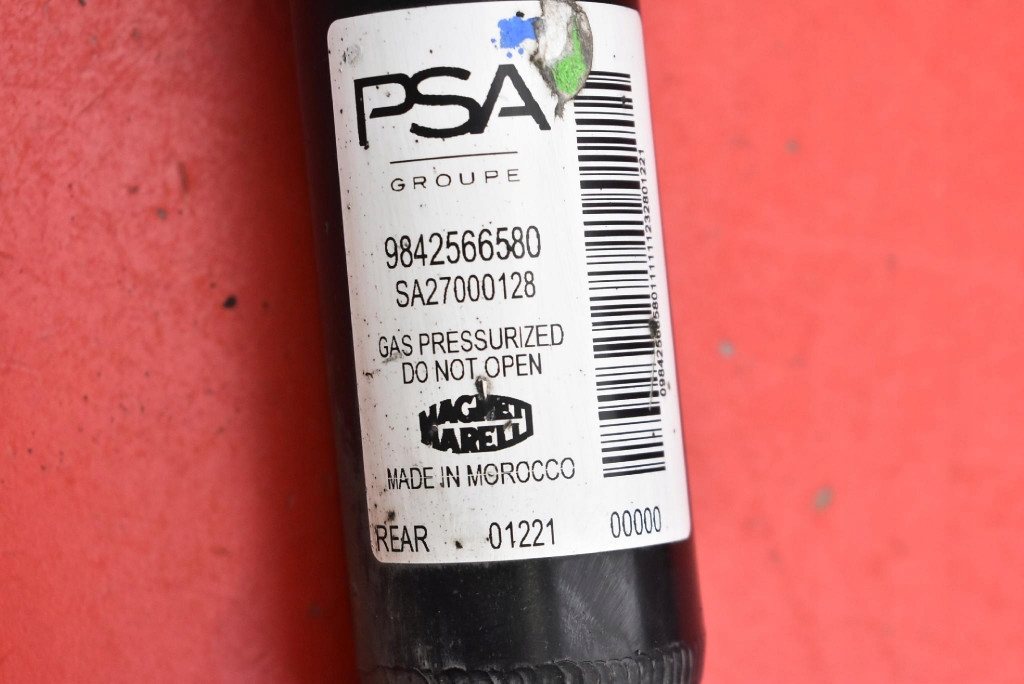 PSA
GROUPE
9842566580
SA27000128
GAS PRESSURIZED
DO NOT OPEN
MAGNETI
MARELLI
MADE IN MOROCCO
REAR 01221 00000